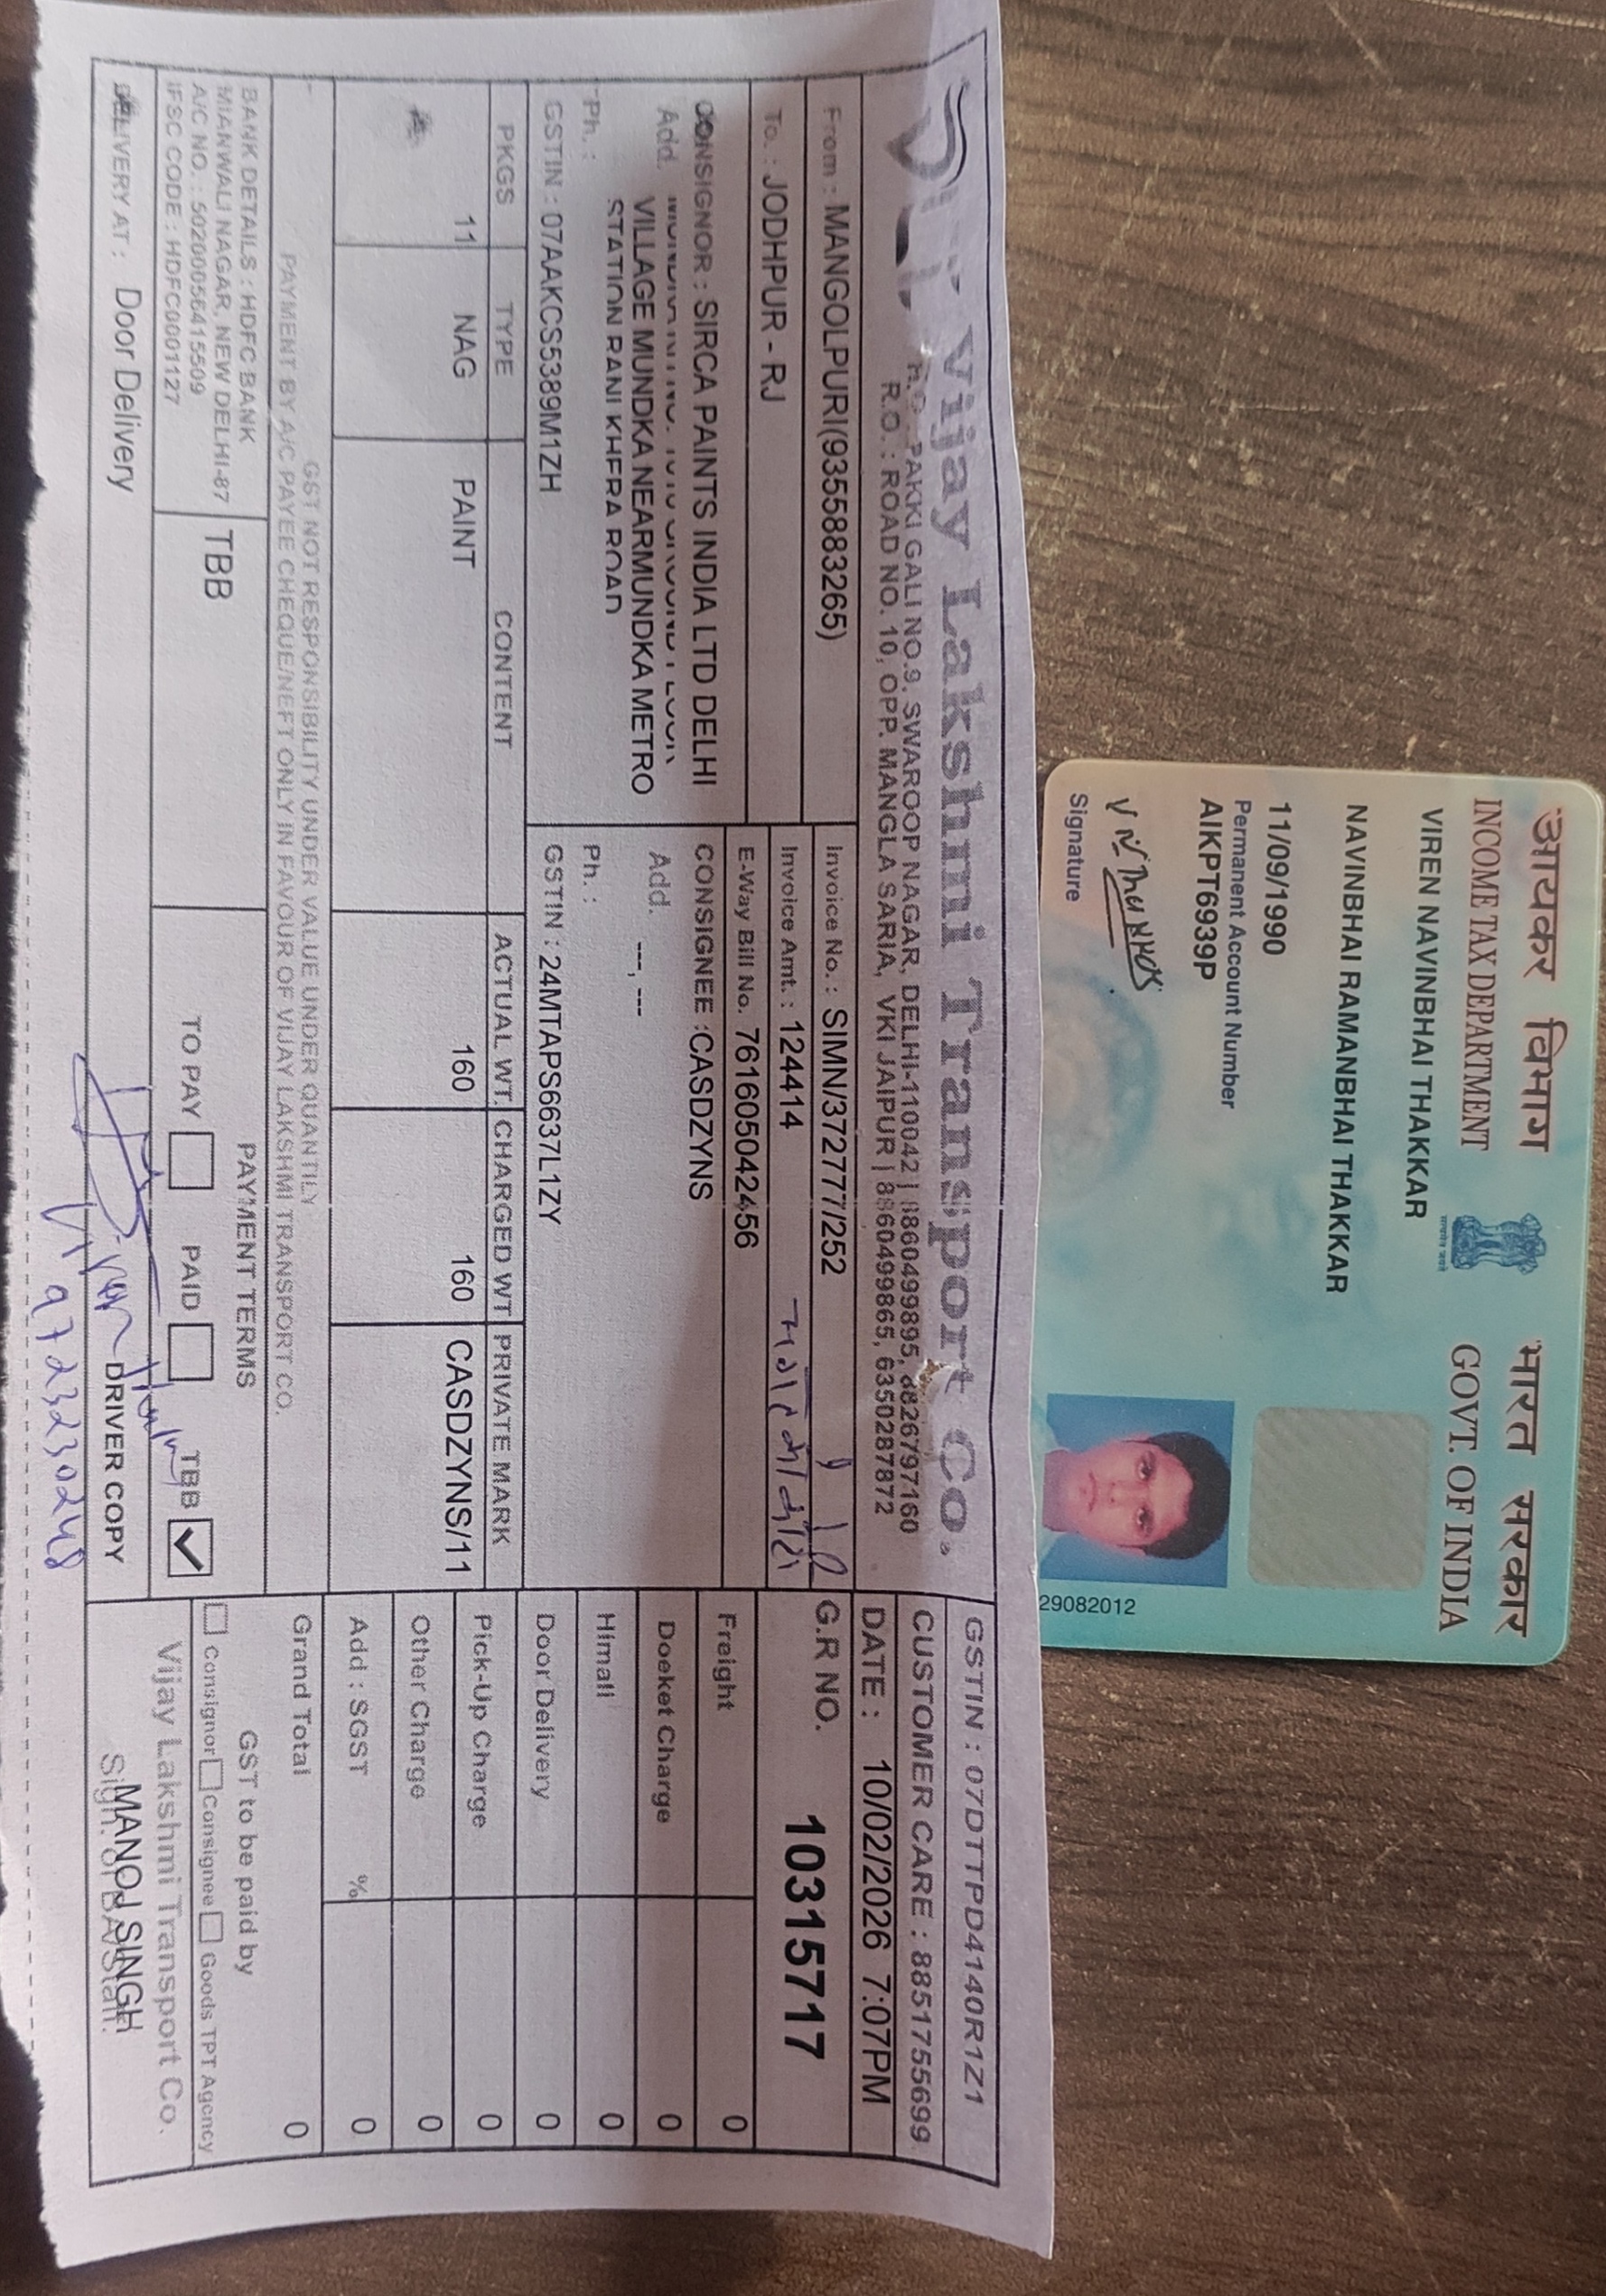 आयकर विभाग
INCOME TAX DEPARTMENT
भारत सरकार
GOVT. OF INDIA
VIREN NAVINBHAI THAKKAR
NAVINBHAI RAMANBHAI THAKKAR
11/09/1990
Permanent Account Number
AIKPT6939P
Signature
29082012
Vijay Lakshmi Transport Co.
PAKKI GALI NO.9, SWAROOP NAGAR, DELHI-110042 | 8860499895, 8826797160
R.O. : ROAD NO. 10, OPP. MANGLA SARIA, VKI JAIPUR | 8860499865, 6350287872
GSTIN : 07DTTPD4140R1Z1
CUSTOMER CARE : 8851755699
DATE : 10/02/2026 7:07PM
G.R NO. 10315717
From : MANGOLPURI(9355883265)
To. : JODHPUR - RJ
Invoice No. : SIMN/372777/252
Invoice Amt. : 124414
E-Way Bill No. 761605042456
CONSIGNOR : SIRCA PAINTS INDIA LTD DELHI
Add.
VILLAGE MUNDKA NEARMUNDKA METRO
STATION RANI KHERA ROAD
Ph. :
GSTIN : 07AAKCS5389M1ZH
CONSIGNEE :CASDZYNS
Add. ---, ---
Ph. :
GSTIN : 24MTAPS6637L1ZY
PKGS TYPE CONTENT ACTUAL WT. CHARGED WT PRIVATE MARK
11 NAG PAINT 160 160 CASDZYNS/11
Freight 0
Docket Charge 0
Himali 0
Door Delivery 0
Pick-Up Charge 0
Other Charge 0
Add : SGST % 0
Grand Total 0
GST NOT RESPONSIBILITY UNDER VALUE UNDER QUANTILY
PAYMENT BY A/C PAYEE CHEQUE/NEFT ONLY IN FAVOUR OF VIJAY LAKSHMI TRANSPORT CO.
BANK DETAILS : HDFC BANK
MIANWALI NAGAR, NEW DELHI-87
A/C NO. : 50200056415509
IFSC CODE : HDFC0001127
TBB
PAYMENT TERMS
TO PAY PAID TBB
DELIVERY AT : Door Delivery
DRIVER COPY
9723230248
GST to be paid by
Consignor Consignee Goods TPT Agency
Vijay Lakshmi Transport Co.
MANOJ SINGH